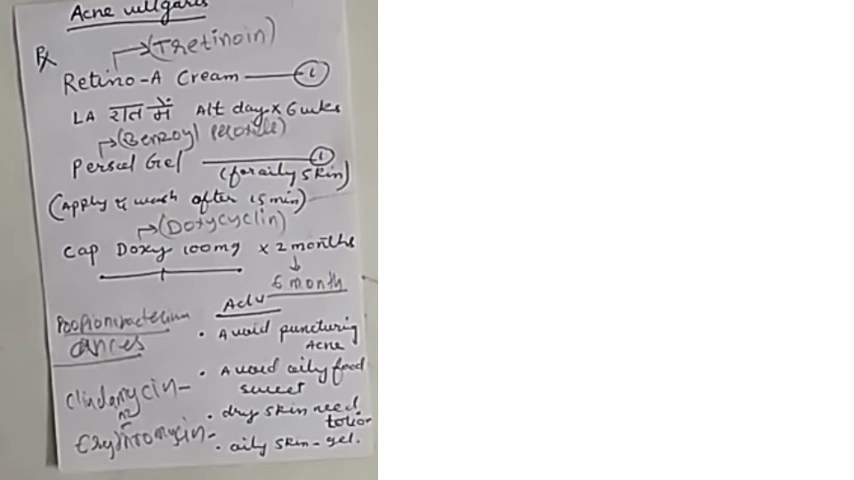 Acne vulgaris
Rx
(Tretinoin)
Retino-A Cream — 1
LA रात में Alt day x 6 wks
(Benzoyl
Persol Gel — 1
(for oily skin)
(Apply & wash after 15 min)
(Doxycyclin)
Cap Doxy 100mg x 2 months
6 month
Adv
Propionibacterium
acnes
• Avoid puncturing
Acne
• Avoid oily food
sweet
Clindamycin -
• dry skin need
lotion
Erythromycin -
• oily skin - gel.